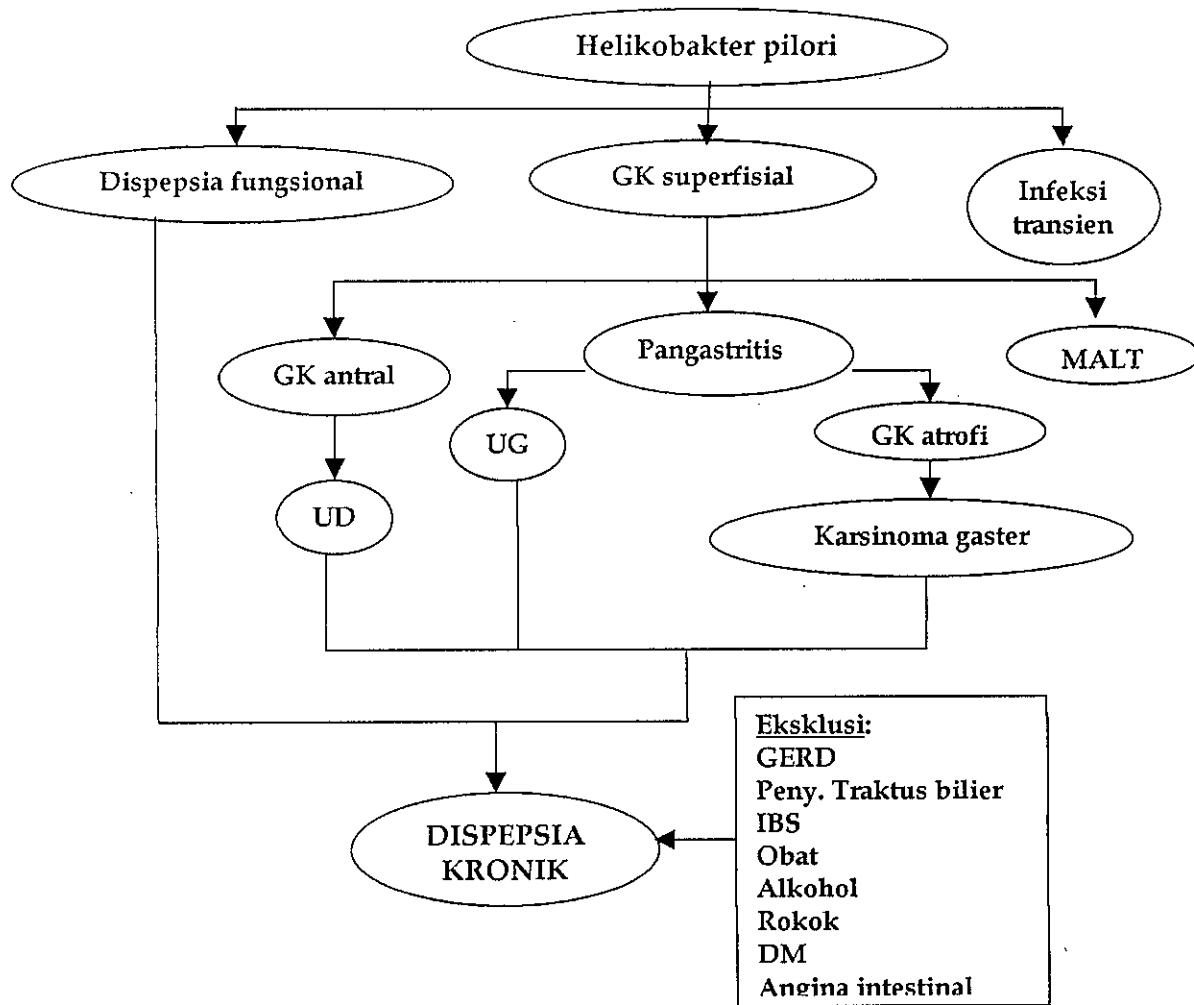 Helikobakter pilori
Dispepsia fungsional
GK superfisial
Infeksi
transien
GK antral
Pangastritis
MALT
UG
GK atrofi
UD
Karsinoma gaster
Eksklusi:
GERD
Peny. Traktus bilier
IBS
Obat
Alkohol
Rokok
DM
Angina intestinal
DISPEPSIA
KRONIK